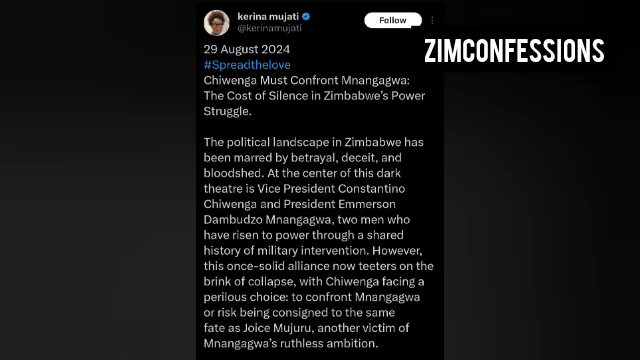 kerina mujati
@kerinamujati
Follow
ZIMCONFESSIONS
29 August 2024
#Spreadthelove
Chiwenga Must Confront Mnangagwa:
The Cost of Silence in Zimbabwe's Power
Struggle.
The political landscape in Zimbabwe has
been marred by betrayal, deceit, and
bloodshed. At the center of this dark
theatre is Vice President Constantino
Chiwenga and President Emmerson
Dambudzo Mnangagwa, two men who
have risen to power through a shared
history of military intervention. However,
this once-solid alliance now teeters on the
brink of collapse, with Chiwenga facing a
perilous choice: to confront Mnangagwa
or risk being consigned to the same
fate as Joice Mujuru, another victim of
Mnangagwa's ruthless ambition.